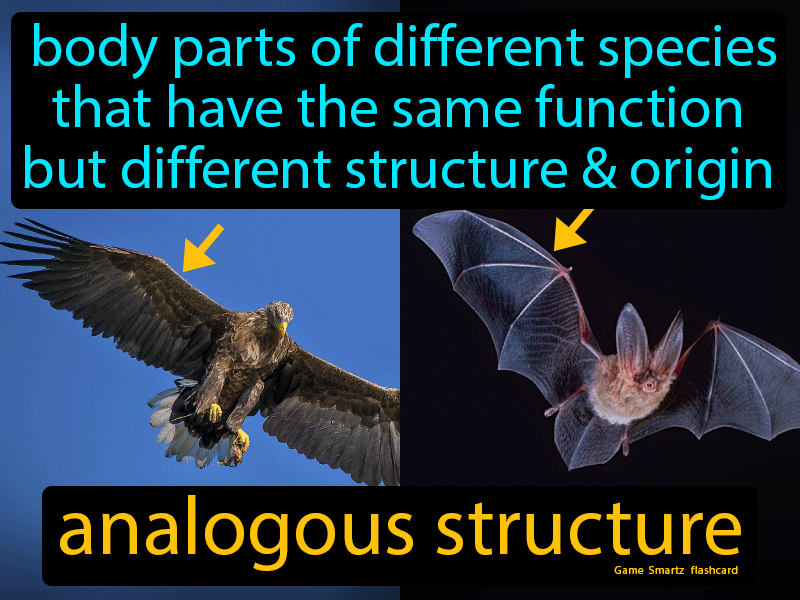 body parts of different species
that have the same function
but different structure & origin
analogous structure
Game Smartz flashcard